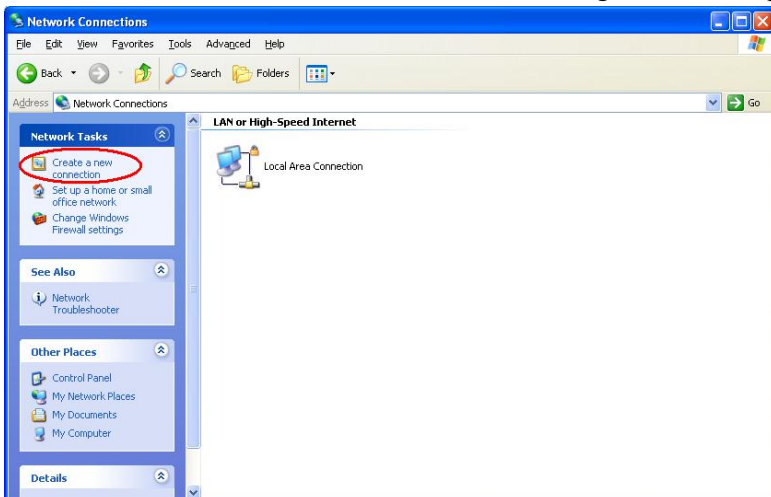 Network Connections
File Edit View Favorites Tools Advanced Help
Back Search Folders
Address Network Connections Go
Network Tasks
Create a new
connection
Set up a home or small
office network
Change Windows
Firewall settings
See Also
Network
Troubleshooter
Other Places
Control Panel
My Network Places
My Documents
My Computer
Details
LAN or High-Speed Internet
Local Area Connection